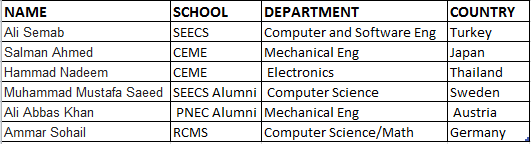 NAME SCHOOL DEPARTMENT COUNTRY
Ali Semab SEECS Computer and Software Eng Turkey
Salman Ahmed CEME Mechanical Eng Japan
Hammad Nadeem CEME Electronics Thailand
Muhammad Mustafa Saeed SEECS Alumni Computer Science Sweden
Ali Abbas Khan PNEC Alumni Mechanical Eng Austria
Ammar Sohail RCMS Computer Science/Math Germany